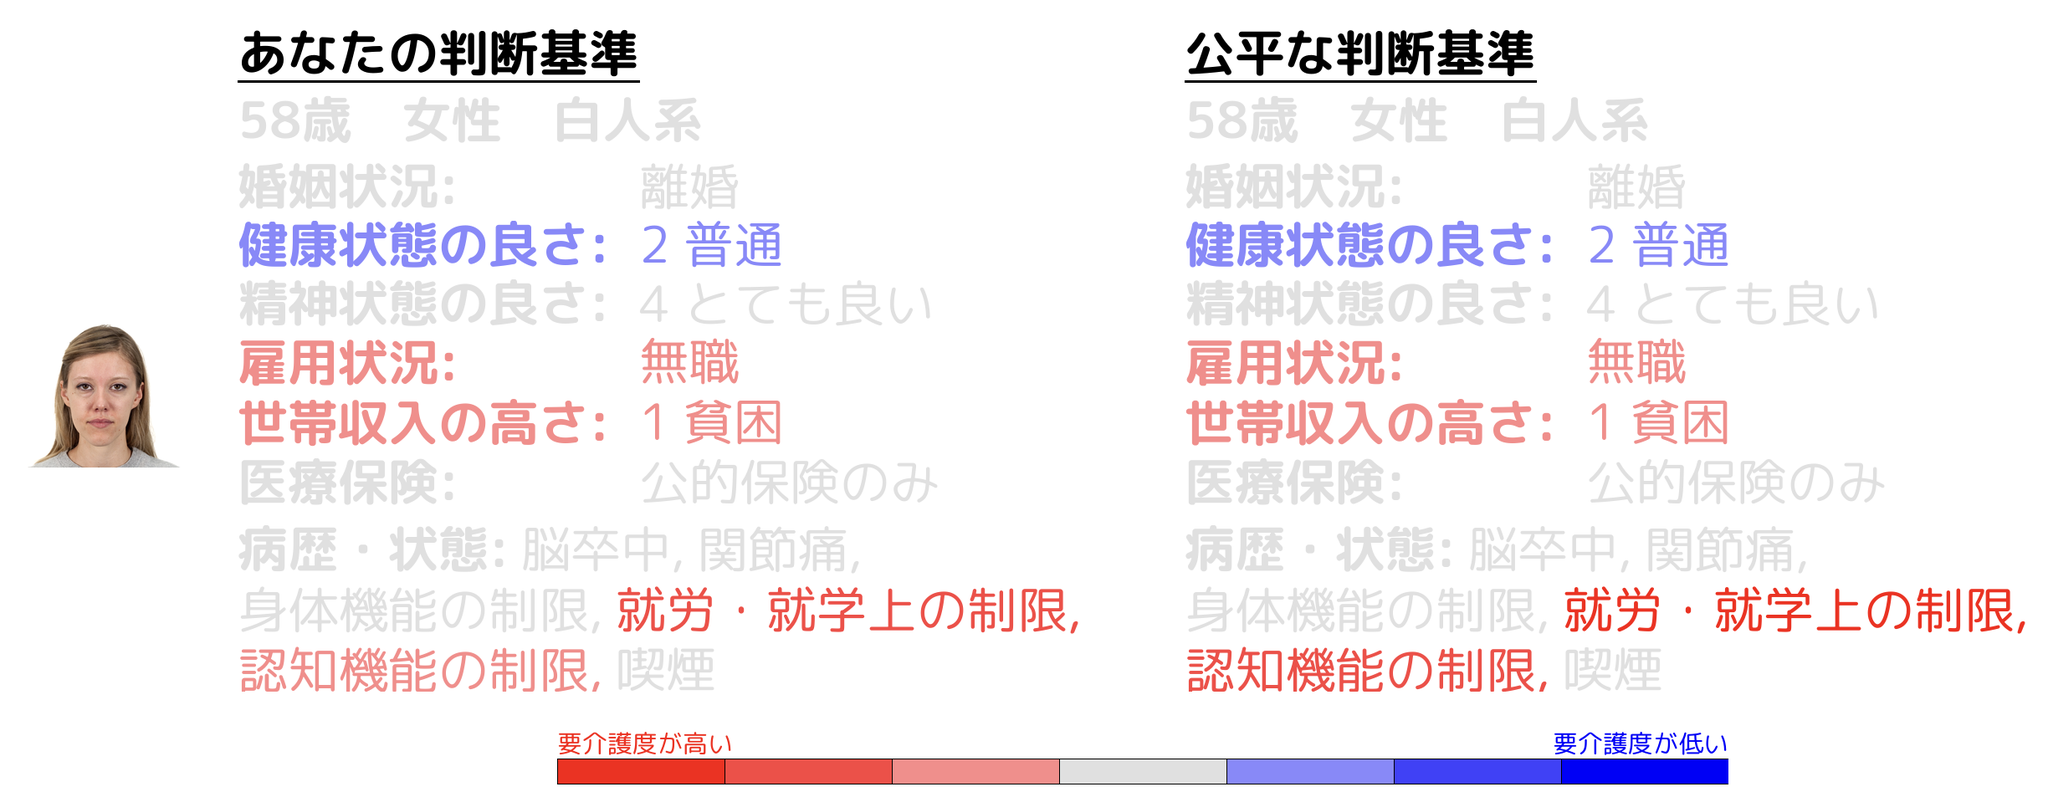 あなたの判断基準
58歳　女性　白人系
婚姻状況: 離婚
健康状態の良さ: 2 普通
精神状態の良さ: 4 とても良い
雇用状況: 無職
世帯収入の高さ: 1 貧困
医療保険: 公的保険のみ
病歴・状態: 脳卒中, 関節痛,
身体機能の制限, 就労・就学上の制限,
認知機能の制限, 喫煙
公平な判断基準
58歳　女性　白人系
婚姻状況: 離婚
健康状態の良さ: 2 普通
精神状態の良さ: 4 とても良い
雇用状況: 無職
世帯収入の高さ: 1 貧困
医療保険: 公的保険のみ
病歴・状態: 脳卒中, 関節痛,
身体機能の制限, 就労・就学上の制限,
認知機能の制限, 喫煙
要介護度が高い
要介護度が低い